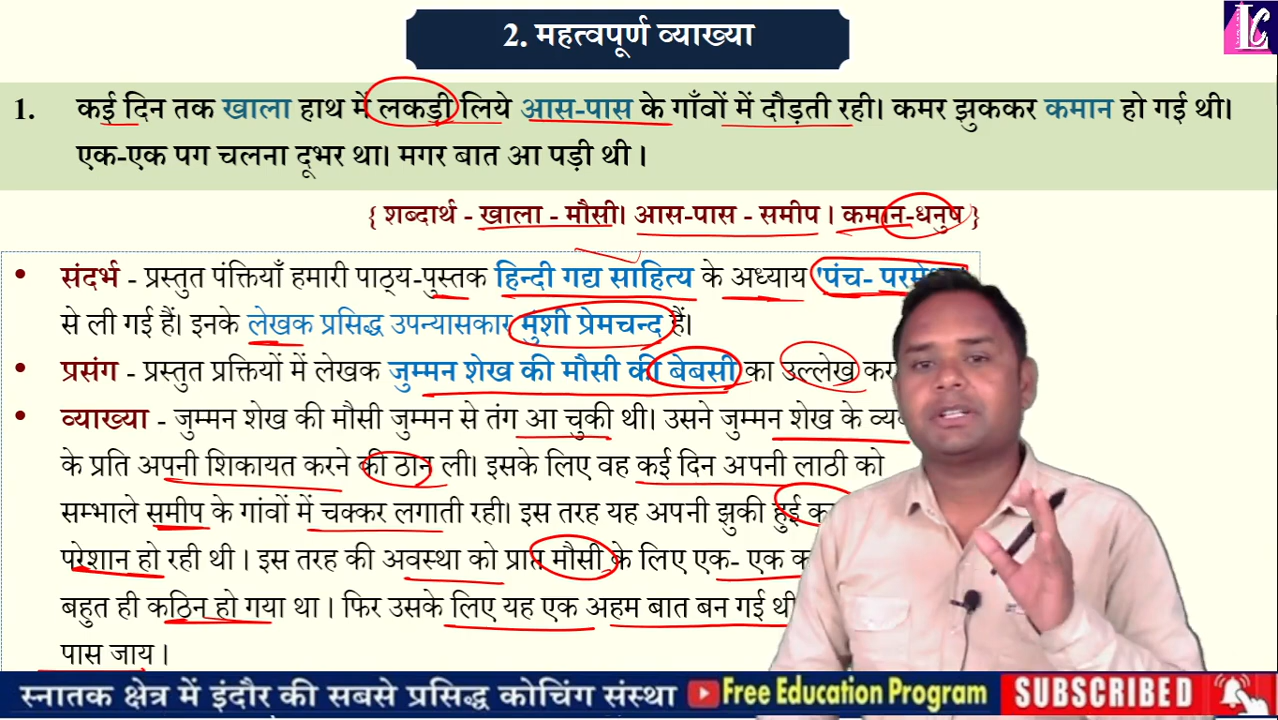 2. महत्वपूर्ण व्याख्या
LC
1. कई दिन तक खाला हाथ में लकड़ी लिये आस-पास के गाँवों में दौड़ती रही। कमर झुककर कमान हो गई थी।
एक-एक पग चलना दूभर था। मगर बात आ पड़ी थी ।
{ शब्दार्थ - खाला - मौसी। आस-पास - समीप । कमान-धनुष }
• संदर्भ - प्रस्तुत पंक्तियाँ हमारी पाठ्य-पुस्तक हिन्दी गद्य साहित्य के अध्याय 'पंच-
से ली गई हैं। इनके लेखक प्रसिद्ध उपन्यासकार मुंशी प्रेमचन्द हैं।
• प्रसंग - प्रस्तुत प्रक्तियों में लेखक जुम्मन शेख की मौसी की बेबसी का उल्लेख कर
• व्याख्या - जुम्मन शेख की मौसी जुम्मन से तंग आ चुकी थी। उसने जुम्मन शेख के
के प्रति अपनी शिकायत करने की ठान ली। इसके लिए वह कई दिन अपनी लाठी को
सम्भाले समीप के गांवों में चक्कर लगाती रही। इस तरह यह अपनी झुकी हुई
परेशान हो रही थी । इस तरह की अवस्था को प्राप्त मौसी के लिए एक- एक
बहुत ही कठिन हो गया था । फिर उसके लिए यह एक अहम बात बन गई थी
पास जाय ।
स्नातक क्षेत्र में इंदौर की सबसे प्रसिद्ध कोचिंग संस्था Free Education Program SUBSCRIBED